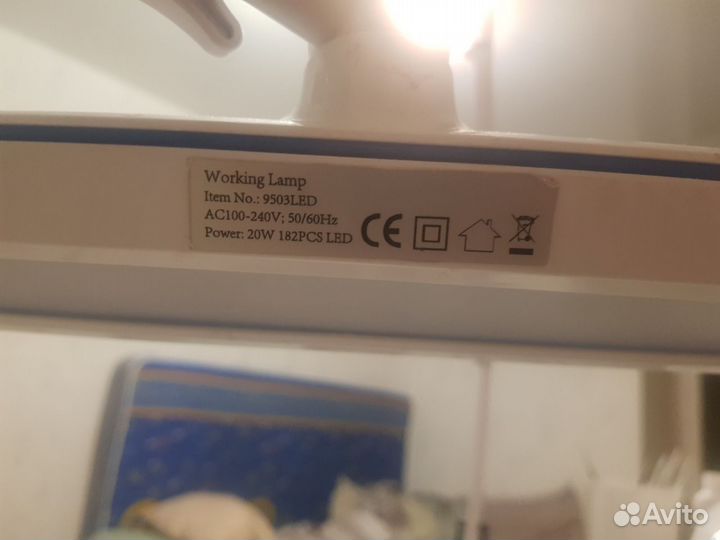 Working Lamp
Item No.: 9503LED
AC100-240V; 50/60Hz
Power: 20W 182PCS LED
CE
Avito